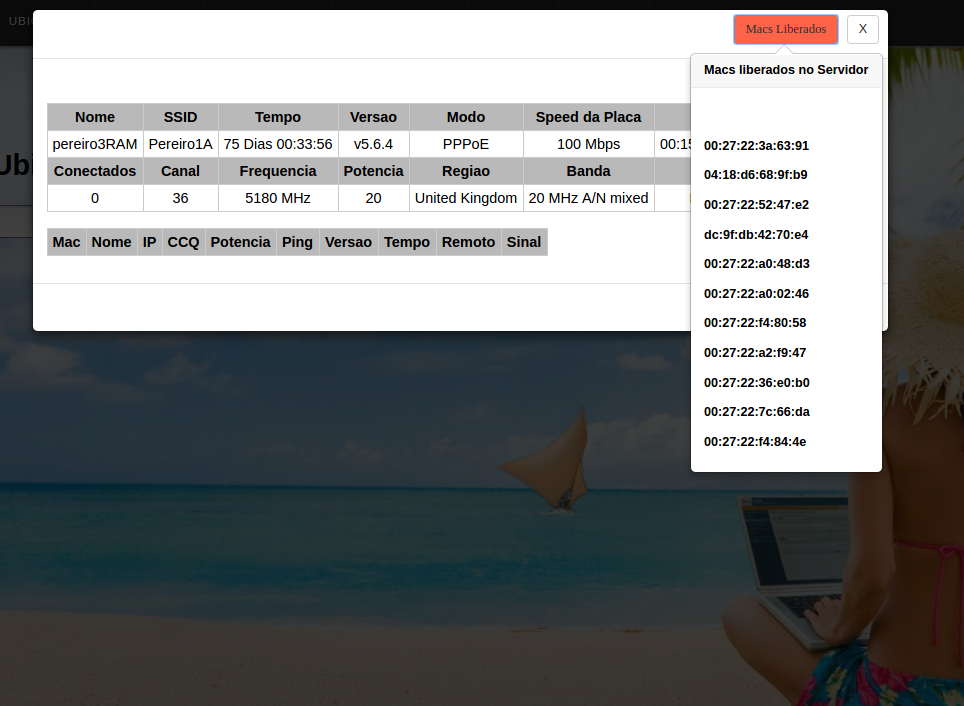 UBI
Macs Liberados X
Macs liberados no Servidor
Nome SSID Tempo Versao Modo Speed da Placa
pereiro3RAM Pereiro1A 75 Dias 00:33:56 v5.6.4 PPPoE 100 Mbps 00:15
Conectados Canal Frequencia Potencia Regiao Banda
0 36 5180 MHz 20 United Kingdom 20 MHz A/N mixed
Mac Nome IP CCQ Potencia Ping Versao Tempo Remoto Sinal
00:27:22:3a:63:91
04:18:d6:68:9f:b9
00:27:22:52:47:e2
dc:9f:db:42:70:e4
00:27:22:a0:48:d3
00:27:22:a0:02:46
00:27:22:f4:80:58
00:27:22:a2:f9:47
00:27:22:36:e0:b0
00:27:22:7c:66:da
00:27:22:f4:84:4e
Ubi